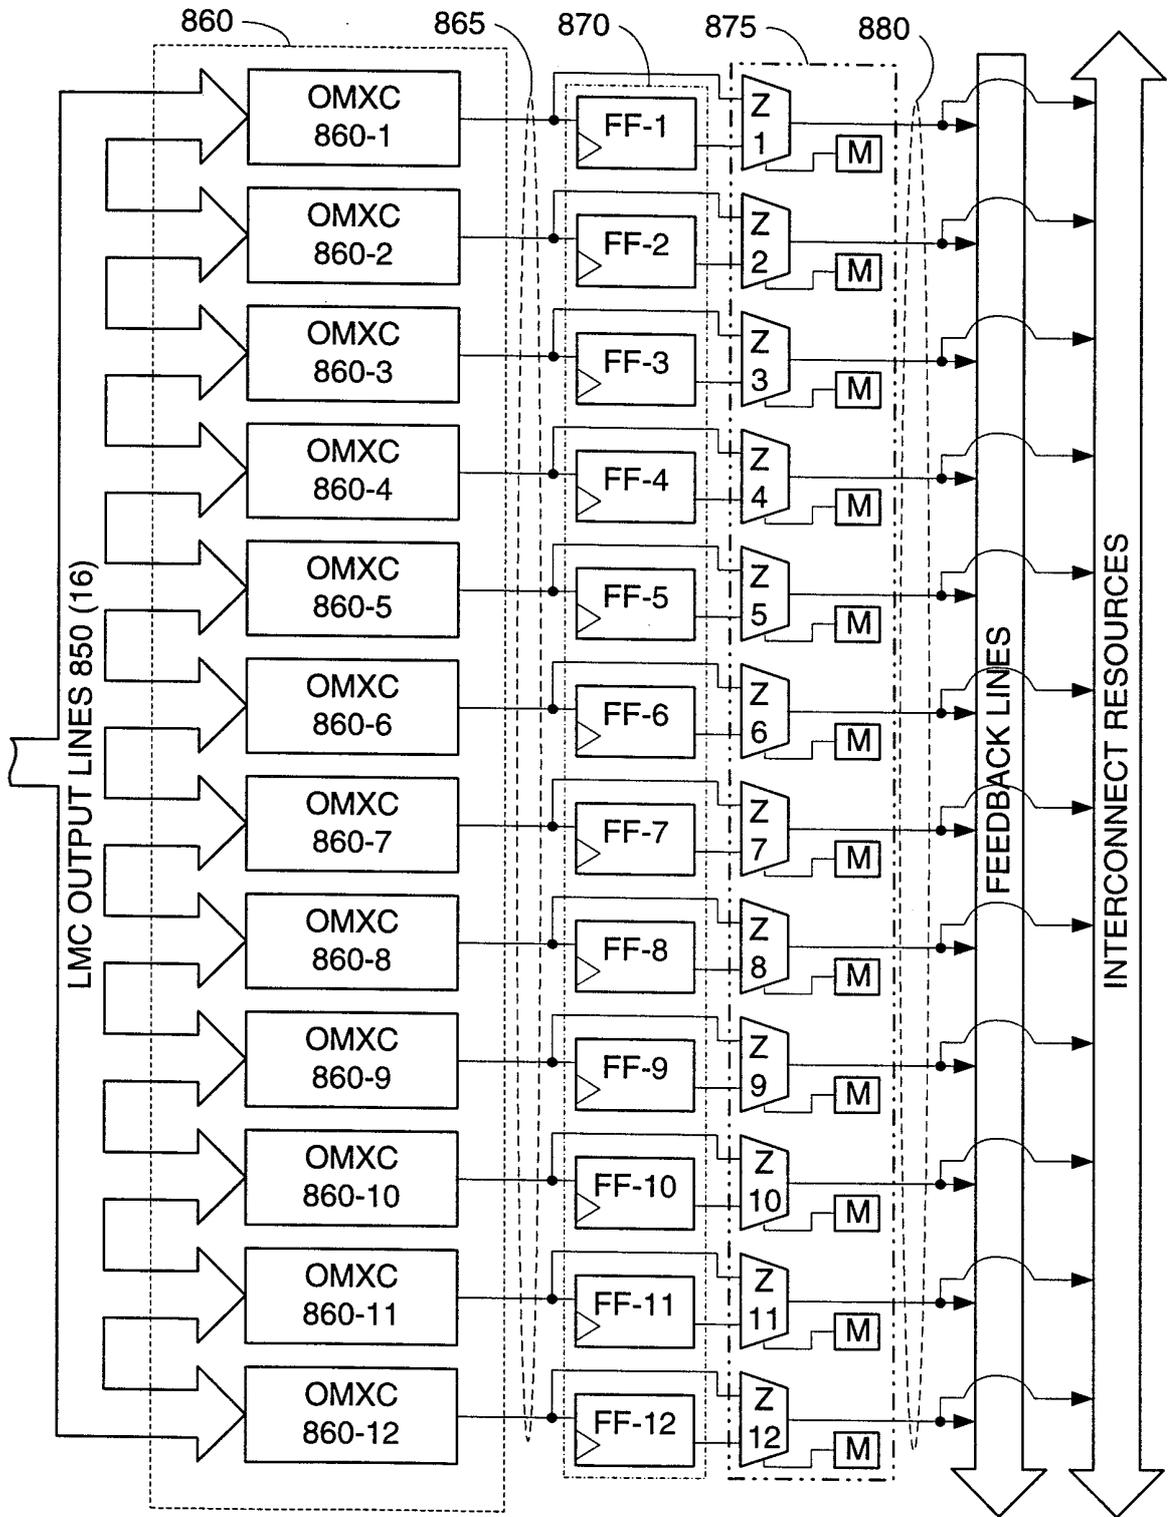 860 865 870 875 880
OMXC
860-1
FF-1
Z
1
M
OMXC
860-2
FF-2
Z
2
M
OMXC
860-3
FF-3
Z
3
M
OMXC
860-4
FF-4
Z
4
M
OMXC
860-5
FF-5
Z
5
M
OMXC
860-6
FF-6
Z
6
M
OMXC
860-7
FF-7
Z
7
M
OMXC
860-8
FF-8
Z
8
M
OMXC
860-9
FF-9
Z
9
M
OMXC
860-10
FF-10
Z
10
M
OMXC
860-11
FF-11
Z
11
M
OMXC
860-12
FF-12
Z
12
M
LMC OUTPUT LINES 850 (16)
FEEDBACK LINES
INTERCONNECT RESOURCES